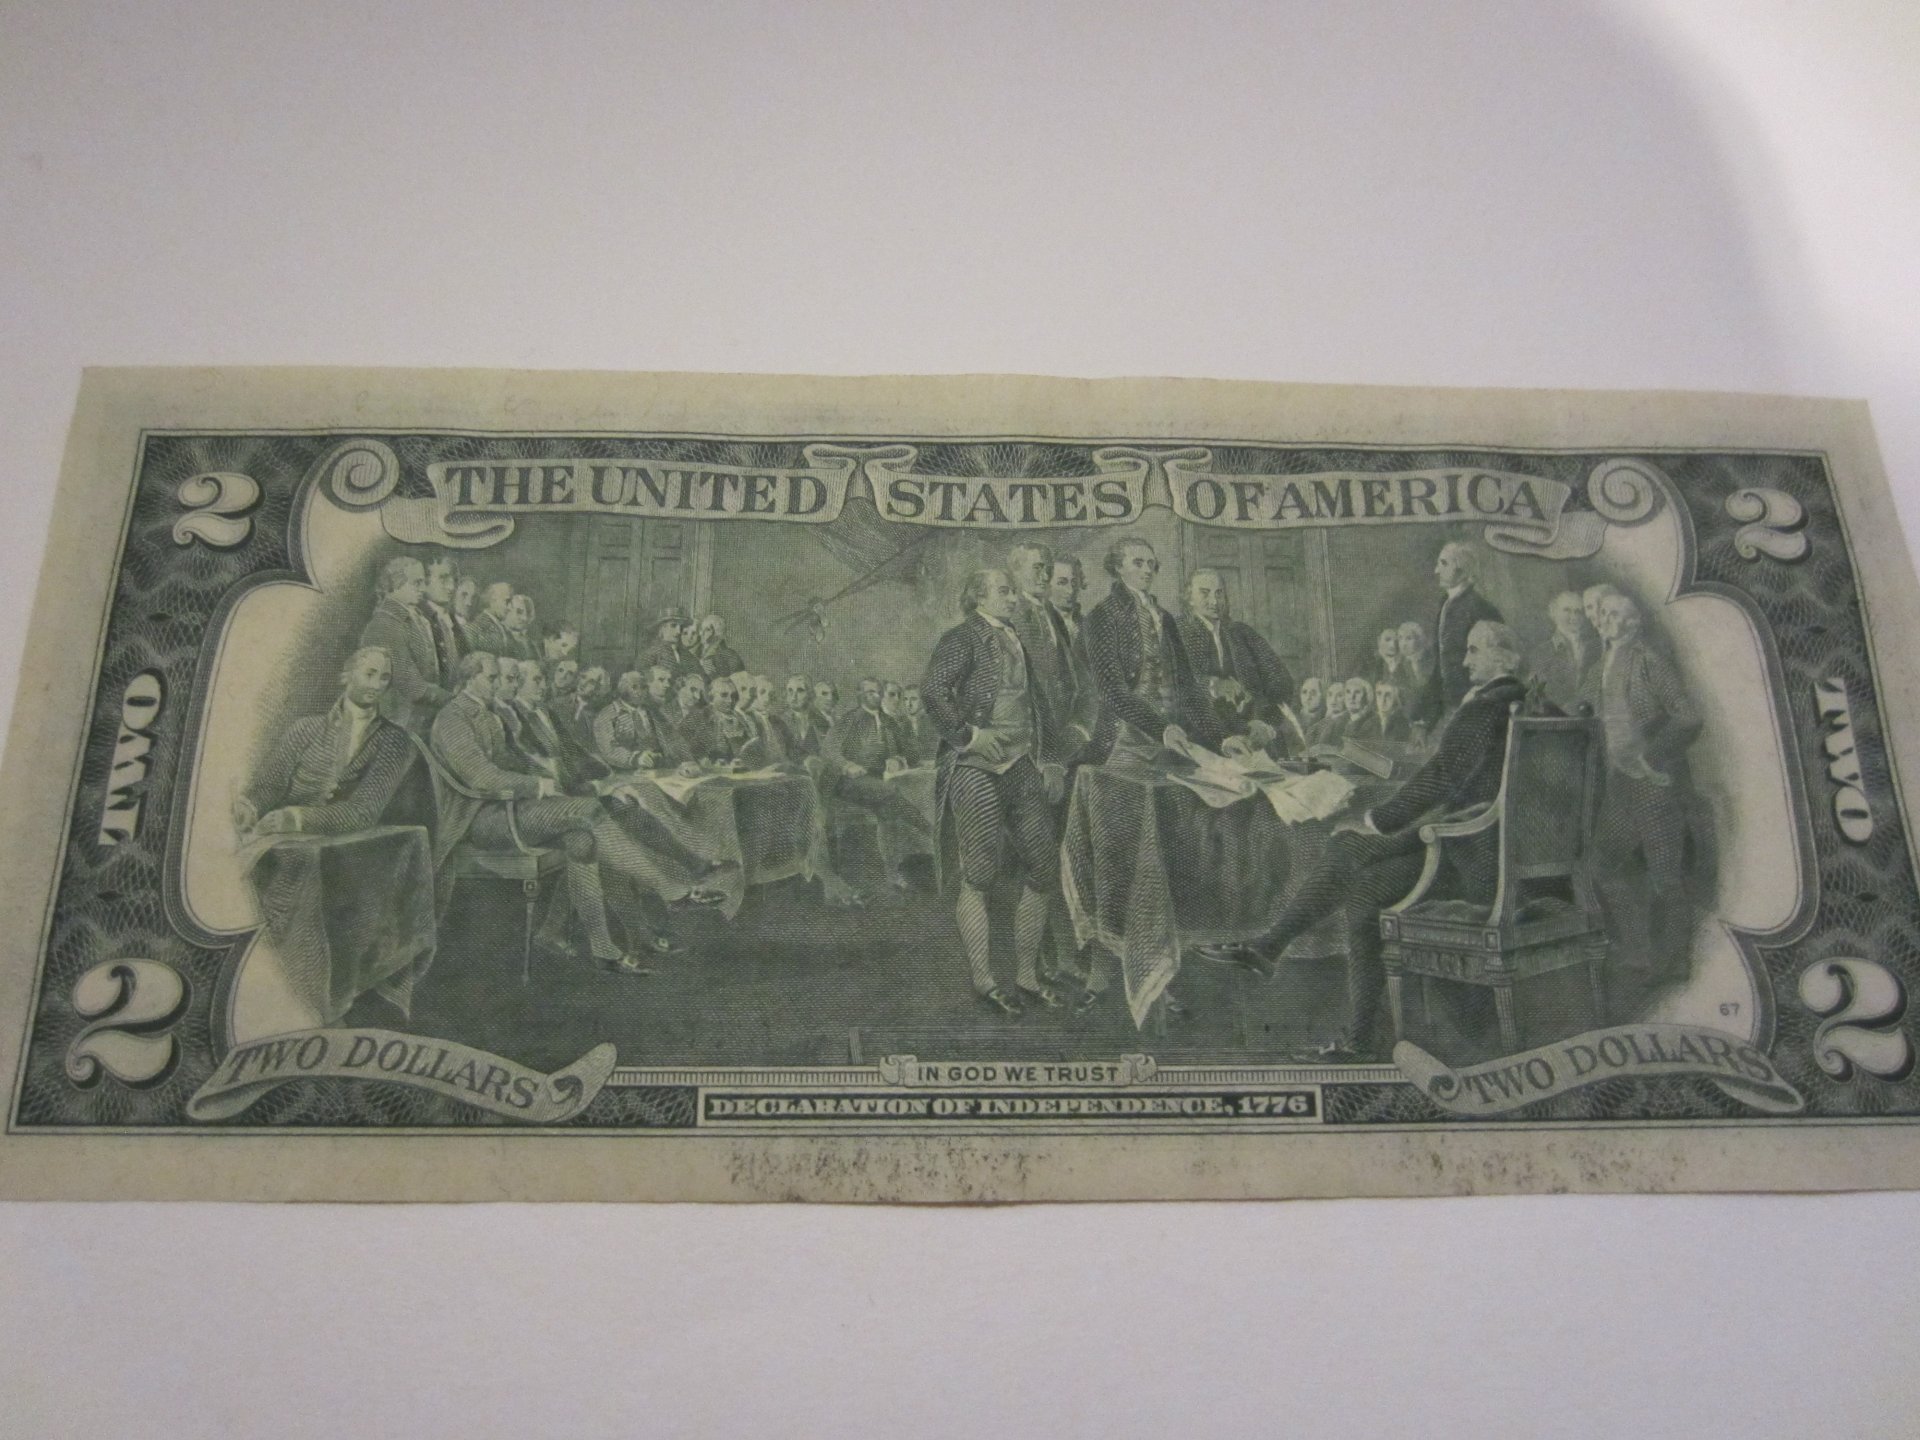 2 THE UNITED STATES OF AMERICA 2
TWO TWO
67
2 TWO DOLLARS IN GOD WE TRUST TWO DOLLARS 2
DECLARATION OF INDEPENDENCE, 1776